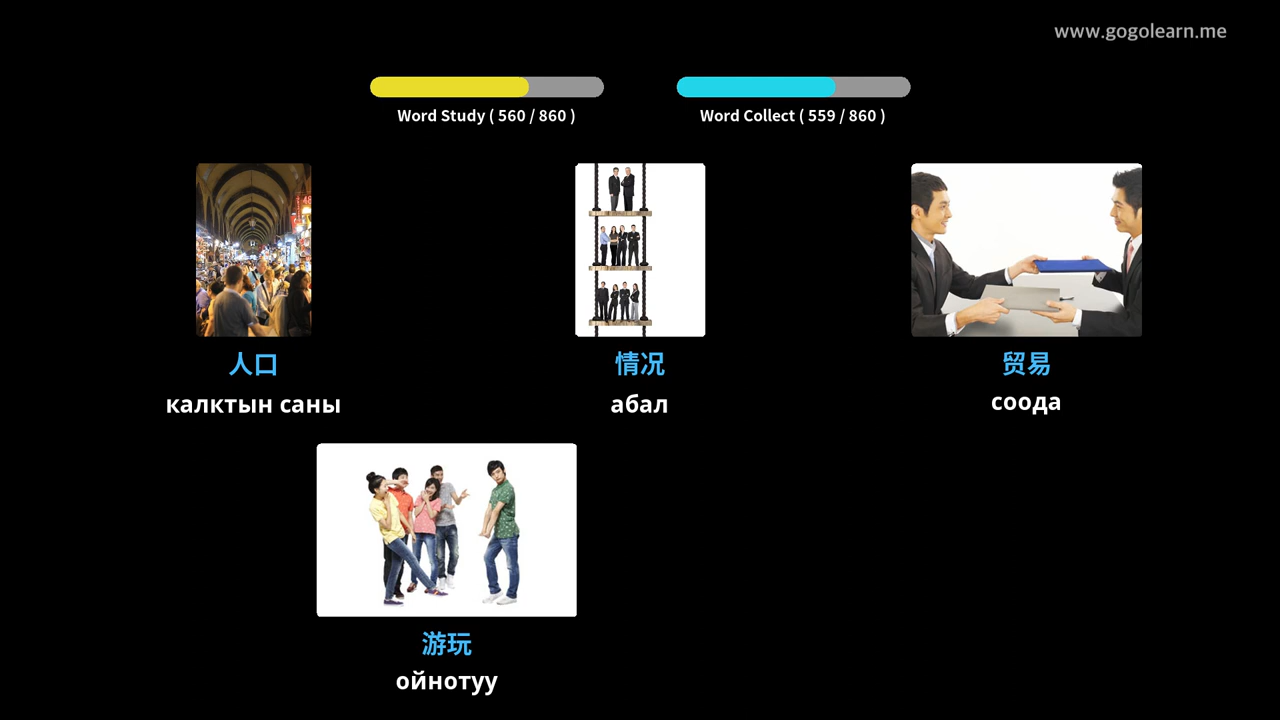 www.gogolearn.me
Word Study ( 560 / 860 )
Word Collect ( 559 / 860 )
人口
情况
贸易
калктын саны
абал
соода
游玩
ойнотуу